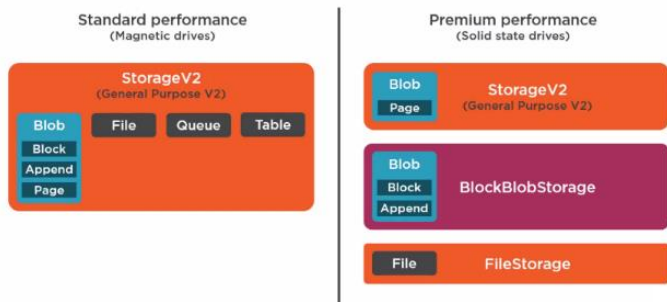 Standard performance
(Magnetic drives)
StorageV2
(General Purpose V2)
Blob
File
Queue
Table
Block
Append
Page
Premium performance
(Solid state drives)
Blob
Page
StorageV2
(General Purpose V2)
Blob
Block
Append
BlockBlobStorage
File
FileStorage